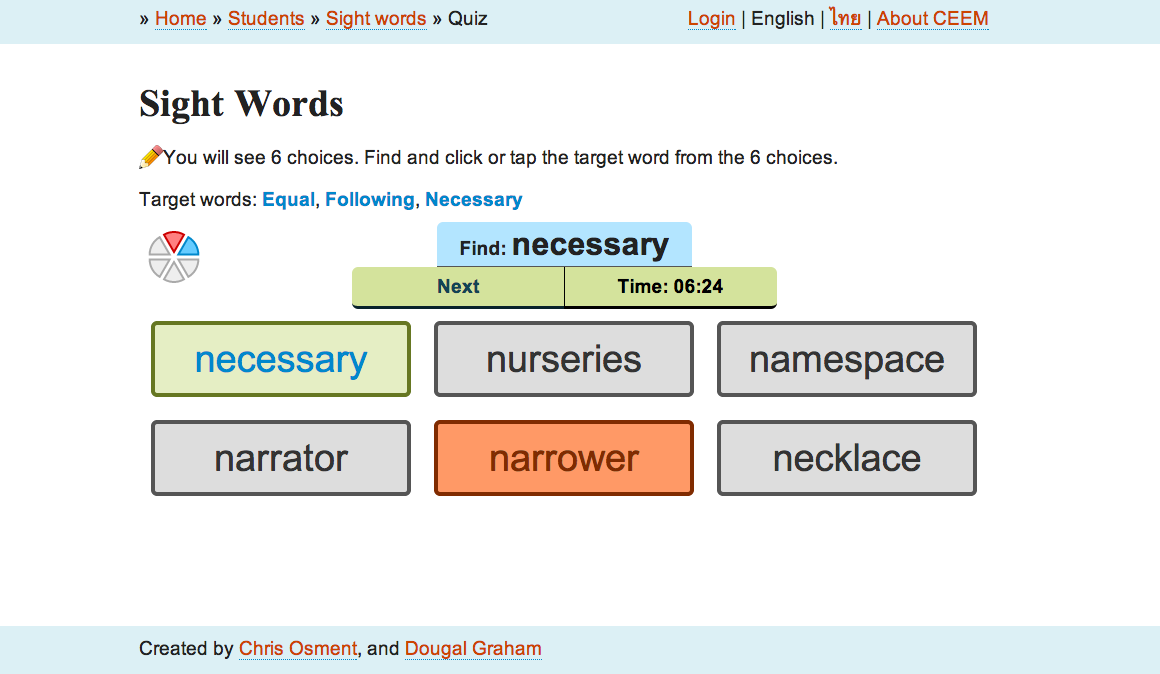 » Home » Students » Sight words » Quiz
Login | English | ไทย | About CEEM
Sight Words
You will see 6 choices. Find and click or tap the target word from the 6 choices.
Target words: Equal, Following, Necessary
Find: necessary
Next Time: 06:24
necessary nurseries namespace
narrator narrower necklace
Created by Chris Osment, and Dougal Graham